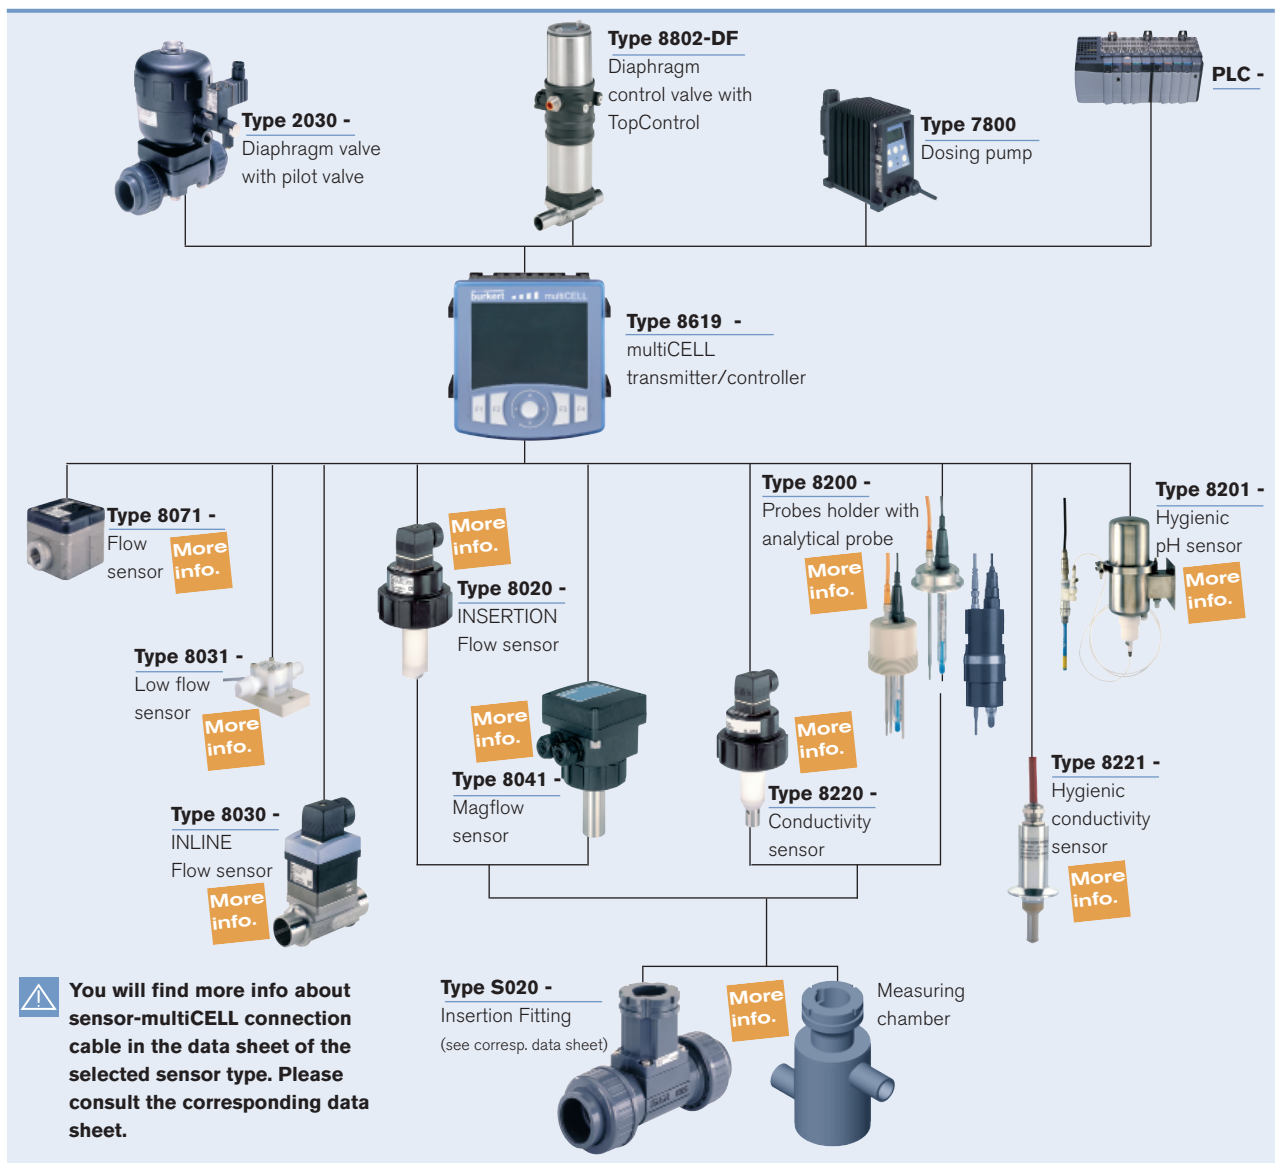 Type 8802-DF
Diaphragm
control valve with
TopControl
PLC -
Type 2030 -
Diaphragm valve
with pilot valve
Type 7800
Dosing pump
burkert multiCELL
F1 F2 F3 F4
Type 8619 -
multiCELL
transmitter/controller
Type 8071 -
Flow
sensor
More
info.
More
info.
Type 8020 -
INSERTION
Flow sensor
Type 8200 -
Probes holder with
analytical probe
More
info.
Type 8201 -
Hygienic
pH sensor
More
info.
Type 8031 -
Low flow
sensor
More
info.
More
info.
Type 8041 -
Magflow
sensor
More
info.
Type 8220 -
Conductivity
sensor
Type 8221 -
Hygienic
conductivity
sensor
More
info.
Type 8030 -
INLINE
Flow sensor
More
info.
You will find more info about
sensor-multiCELL connection
cable in the data sheet of the
selected sensor type. Please
consult the corresponding data
sheet.
Type S020 -
Insertion Fitting
(see corresp. data sheet)
More
info.
Measuring
chamber